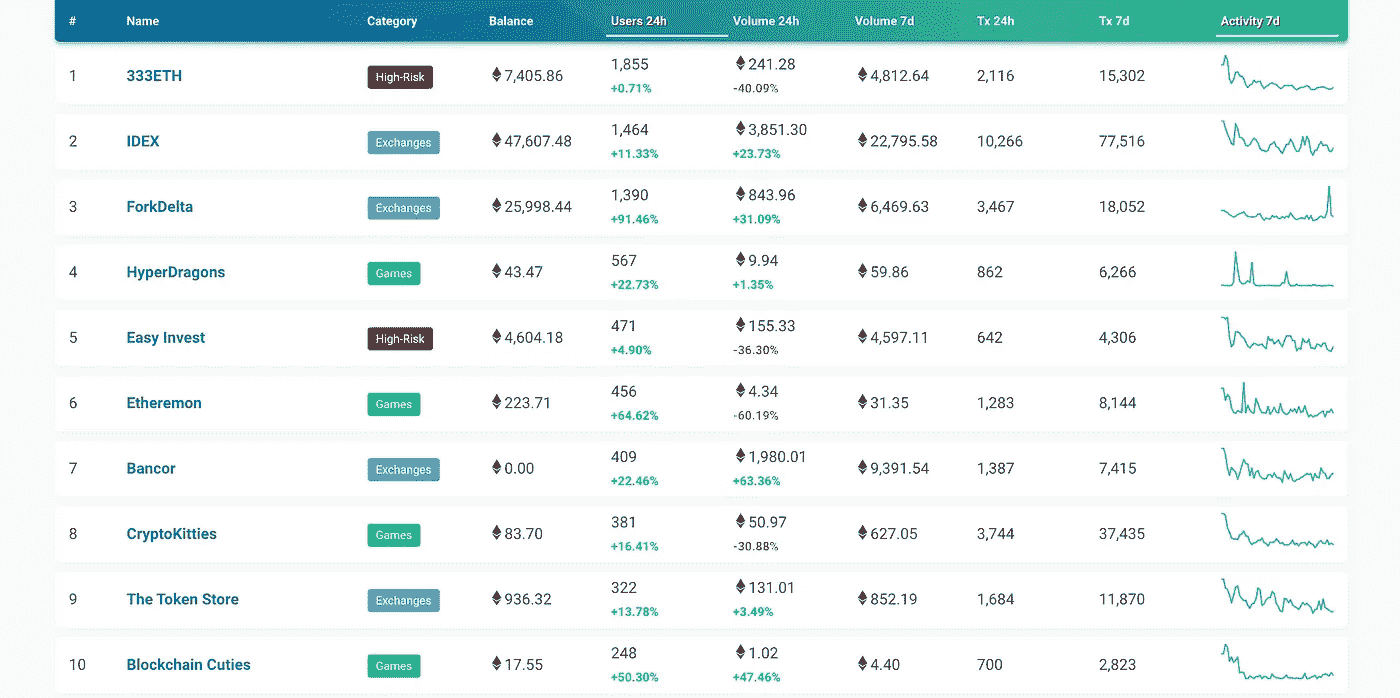 # Name Category Balance Users 24h Volume 24h Volume 7d Tx 24h Tx 7d Activity 7d
1 333ETH High-Risk 7,405.86 1,855 241.28 4,812.64 2,116 15,302
+0.71% -40.09%
2 IDEX Exchanges 47,607.48 1,464 3,851.30 22,795.58 10,266 77,516
+11.33% +23.73%
3 ForkDelta Exchanges 25,998.44 1,390 843.96 6,469.63 3,467 18,052
+91.46% +31.09%
4 HyperDragons Games 43.47 567 9.94 59.86 862 6,266
+22.73% +1.35%
5 Easy Invest High-Risk 4,604.18 471 155.33 4,597.11 642 4,306
+4.90% -36.30%
6 Etheremon Games 223.71 456 4.34 31.35 1,283 8,144
+64.62% -60.19%
7 Bancor Exchanges 0.00 409 1,980.01 9,391.54 1,387 7,415
+22.46% +63.36%
8 CryptoKitties Games 83.70 381 50.97 627.05 3,744 37,435
+16.41% -30.88%
9 The Token Store Exchanges 936.32 322 131.01 852.19 1,684 11,870
+13.78% +3.49%
10 Blockchain Cuties Games 17.55 248 1.02 4.40 700 2,823
+50.30% +47.46%